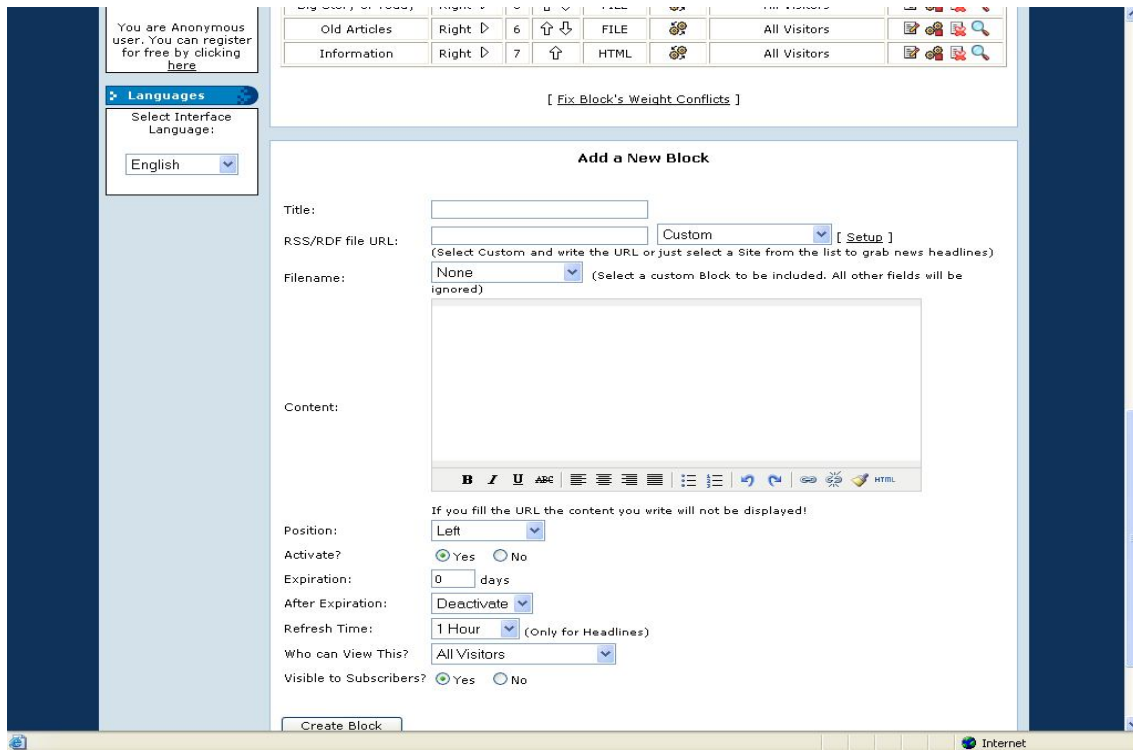 You are Anonymous
user. You can register
for free by clicking
here
Languages
Select Interface
Language:
English
Old Articles Right 6 FILE All Visitors
Information Right 7 HTML All Visitors
[ Fix Block's Weight Conflicts ]
Add a New Block
Title:
RSS/RDF file URL: Custom [ Setup ]
(Select Custom and write the URL or just select a Site from the list to grab news headlines)
Filename: None (Select a custom Block to be included. All other fields will be
ignored)
Content:
B I U ABC HTML
If you fill the URL the content you write will not be displayed!
Position: Left
Activate? Yes No
Expiration: 0 days
After Expiration: Deactivate
Refresh Time: 1 Hour (Only for Headlines)
Who can View This? All Visitors
Visible to Subscribers? Yes No
Create Block
Internet